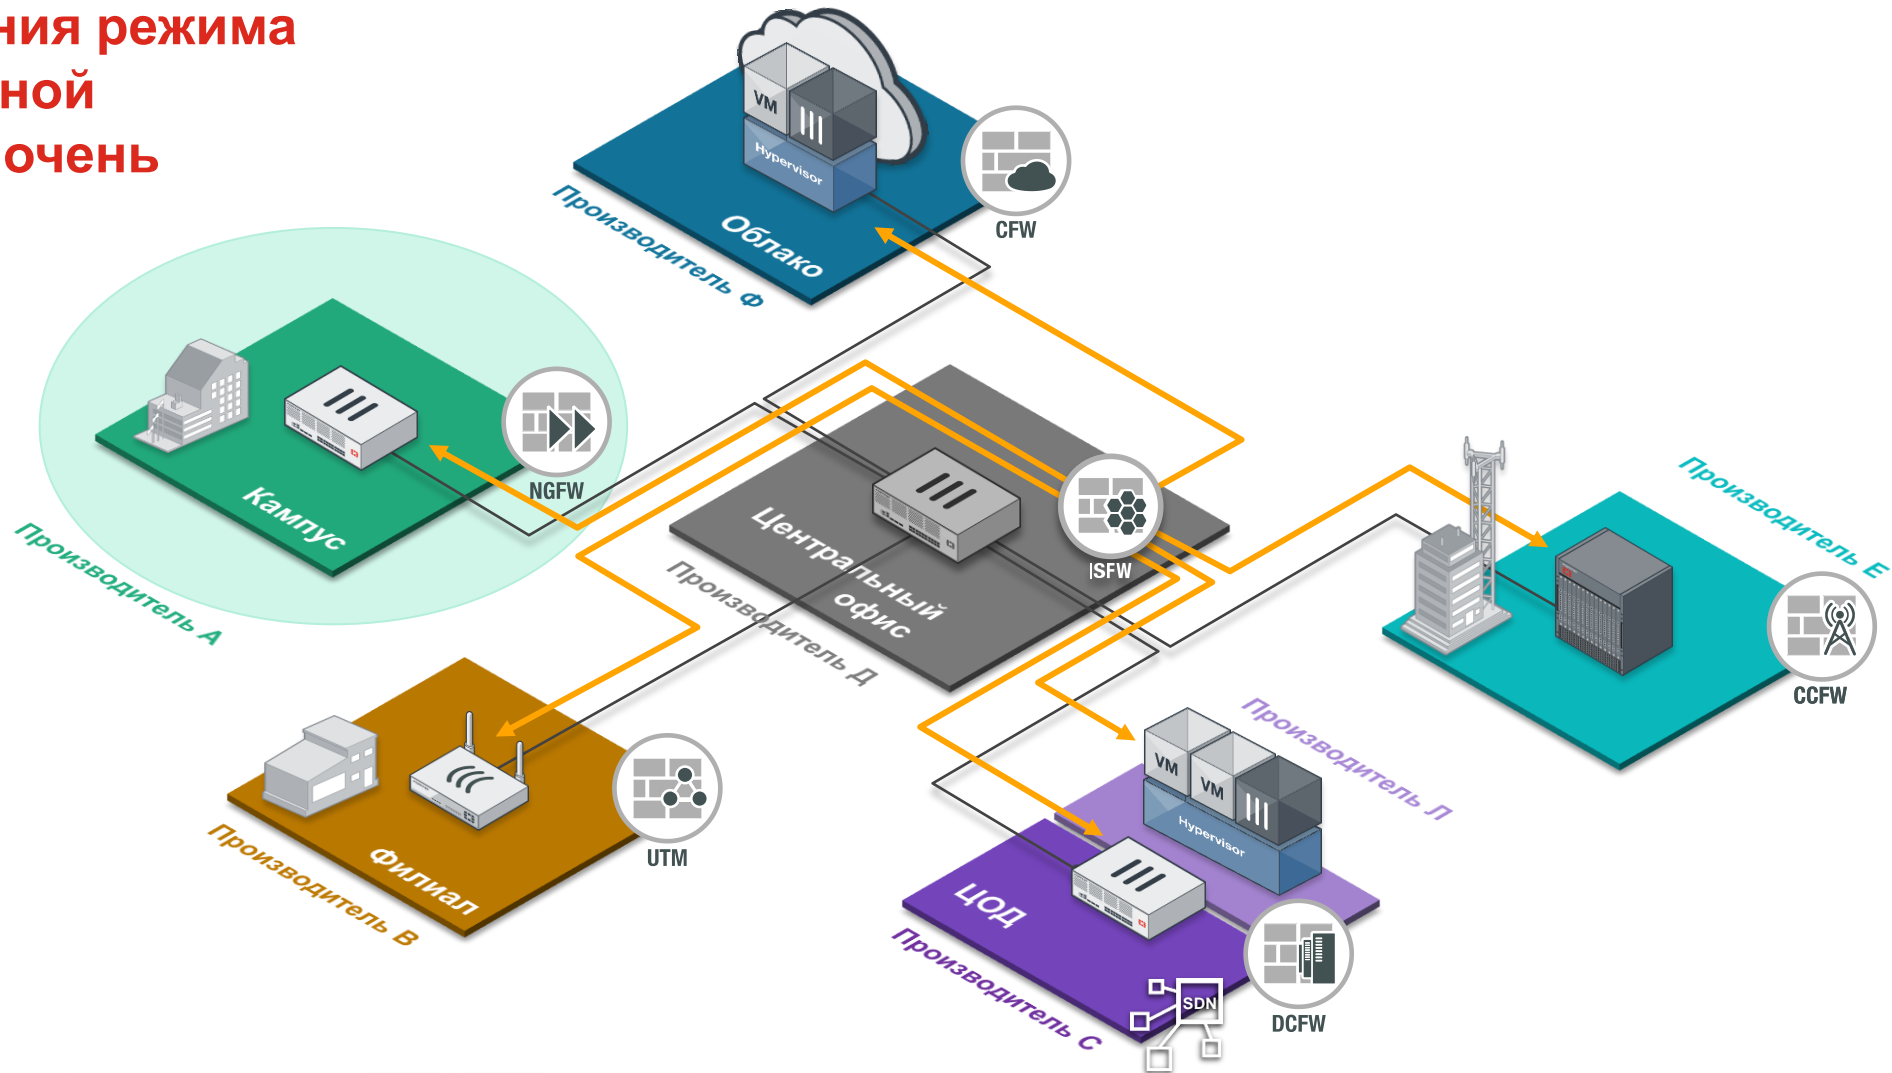 ния режима
ной
очень
VM
Hypervisor
Облако
Производитель Ф
CFW
NGFW
Кампус
Производитель А
Центральный
офис
Производитель Д
ISFW
Производитель Е
CCFW
Филиал
Производитель В
UTM
VM
VM
Hypervisor
Производитель Л
ЦОД
Производитель С
SDN
DCFW